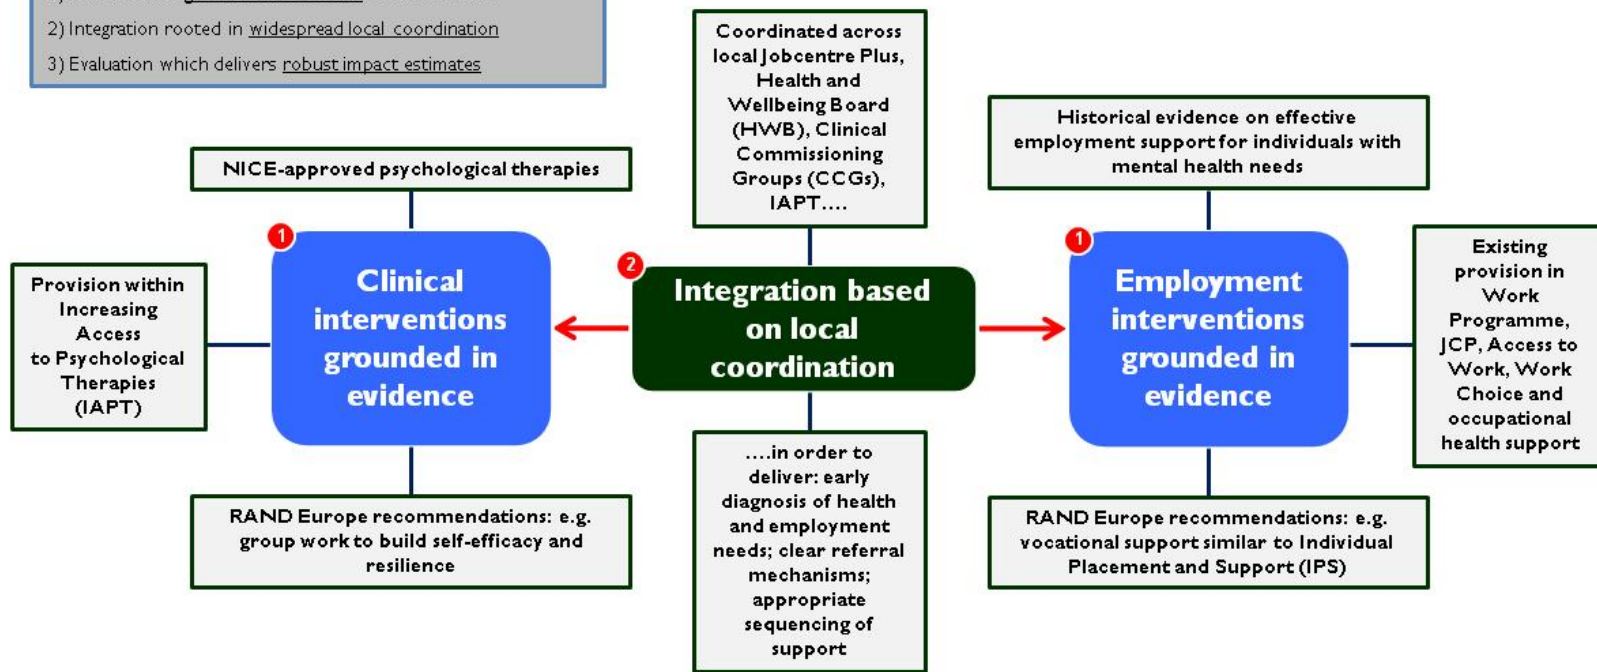 2) Integration rooted in widespread local coordination
3) Evaluation which delivers robust impact estimates
Coordinated across
local Jobcentre Plus,
Health and
Wellbeing Board
(HWB), Clinical
Commissioning
Groups (CCGs),
IAPT....
Historical evidence on effective
employment support for individuals with
mental health needs
NICE-approved psychological therapies
1
Clinical
interventions
grounded in
evidence
Provision within
Increasing
Access
to Psychological
Therapies
(IAPT)
2
Integration based
on local
coordination
1
Employment
interventions
grounded in
evidence
Existing
provision in
Work
Programme,
JCP, Access to
Work, Work
Choice and
occupational
health support
RAND Europe recommendations: e.g.
group work to build self-efficacy and
resilience
....in order to
deliver: early
diagnosis of health
and employment
needs; clear referral
mechanisms;
appropriate
sequencing of
support
RAND Europe recommendations: e.g.
vocational support similar to Individual
Placement and Support (IPS)